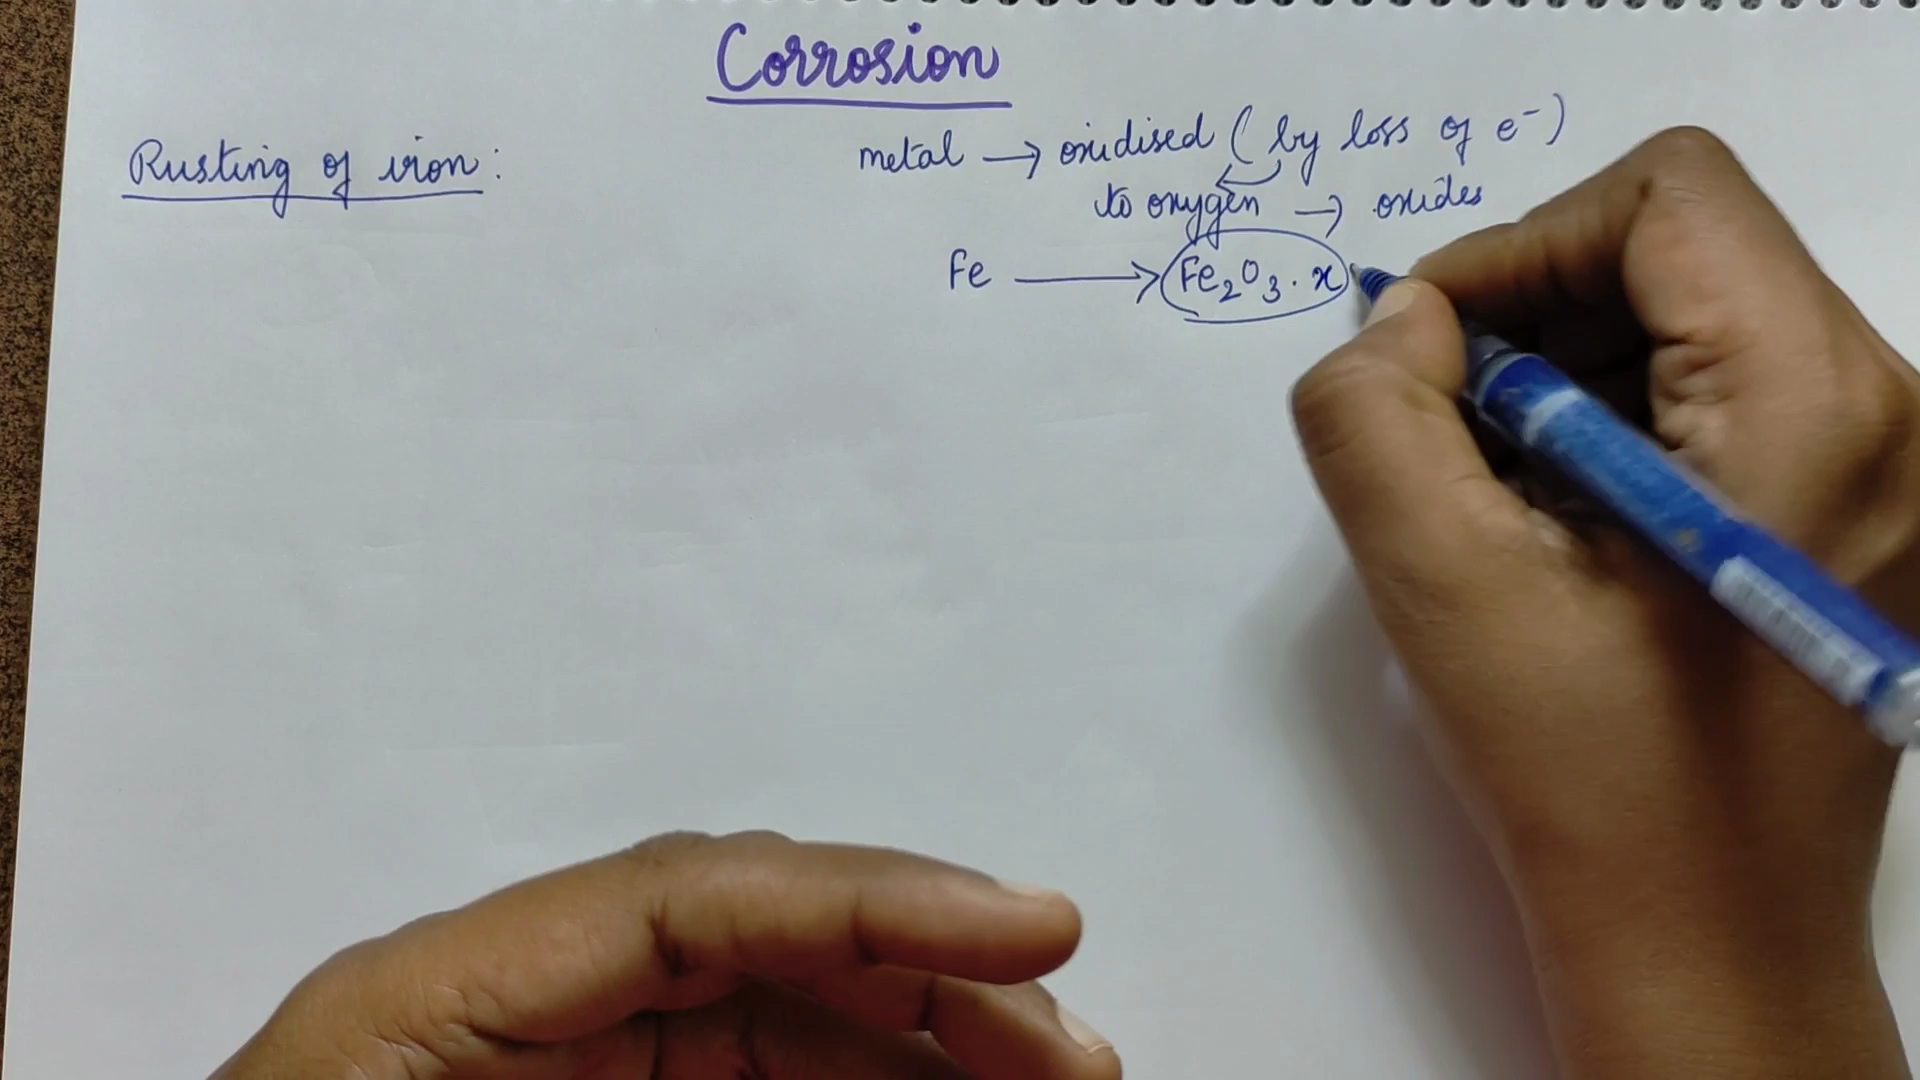 Corrosion
Rusting of iron:
metal → oxidised (by loss of e⁻)
to oxygen → oxides
Fe ⟶ Fe₂O₃.x